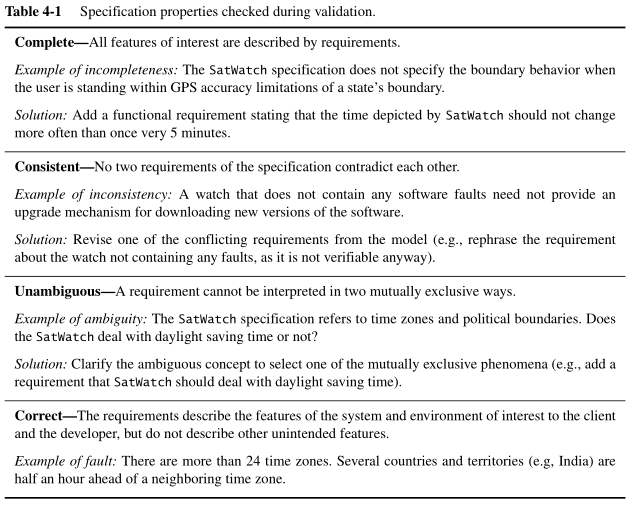 Table 4-1 Specification properties checked during validation.
Complete—All features of interest are described by requirements.
Example of incompleteness: The SatWatch specification does not specify the boundary behavior when
the user is standing within GPS accuracy limitations of a state’s boundary.
Solution: Add a functional requirement stating that the time depicted by SatWatch should not change
more often than once very 5 minutes.
Consistent—No two requirements of the specification contradict each other.
Example of inconsistency: A watch that does not contain any software faults need not provide an
upgrade mechanism for downloading new versions of the software.
Solution: Revise one of the conflicting requirements from the model (e.g., rephrase the requirement
about the watch not containing any faults, as it is not verifiable anyway).
Unambiguous—A requirement cannot be interpreted in two mutually exclusive ways.
Example of ambiguity: The SatWatch specification refers to time zones and political boundaries. Does
the SatWatch deal with daylight saving time or not?
Solution: Clarify the ambiguous concept to select one of the mutually exclusive phenomena (e.g., add a
requirement that SatWatch should deal with daylight saving time).
Correct—The requirements describe the features of the system and environment of interest to the client
and the developer, but do not describe other unintended features.
Example of fault: There are more than 24 time zones. Several countries and territories (e.g, India) are
half an hour ahead of a neighboring time zone.